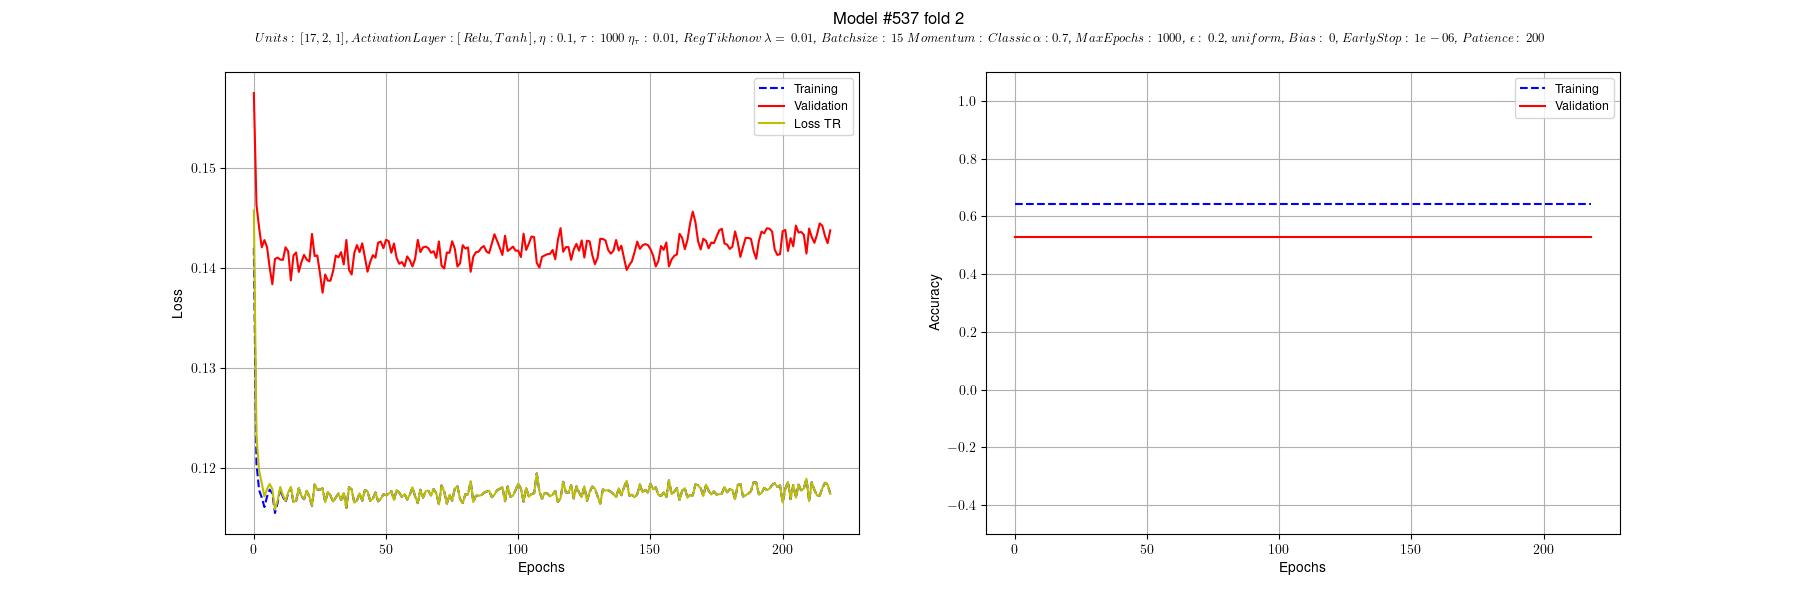 Model #537 fold 2
Units : [17, 2, 1], ActivationLayer : [ Relu, Tanh ], η : 0.1, τ : 1000 ητ : 0.01, RegTikhonov λ = 0.01, Batchsize : 15 Momentum : Classic α : 0.7, MaxEpochs : 1000, ϵ : 0.2, uniform, Bias : 0, EarlyStop : 1e − 06, Patience : 200
Training
Validation
Loss TR
0.15
0.14
0.13
0.12
Loss
0 50 100 150 200
Epochs
Training
Validation
1.0
0.8
0.6
0.4
0.2
0.0
−0.2
−0.4
Accuracy
0 50 100 150 200
Epochs